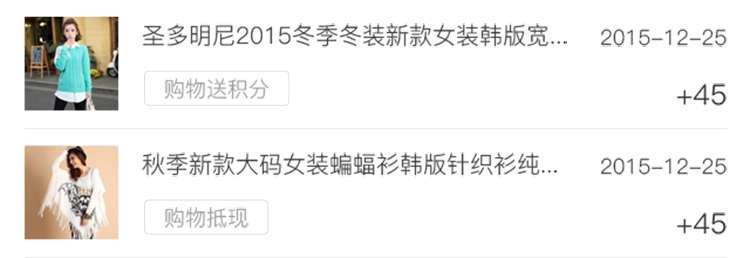 圣多明尼2015冬季冬装新款女装韩版宽... 2015-12-25
购物送积分 +45
秋季新款大码女装蝙蝠衫韩版针织衫纯... 2015-12-25
购物抵现 +45